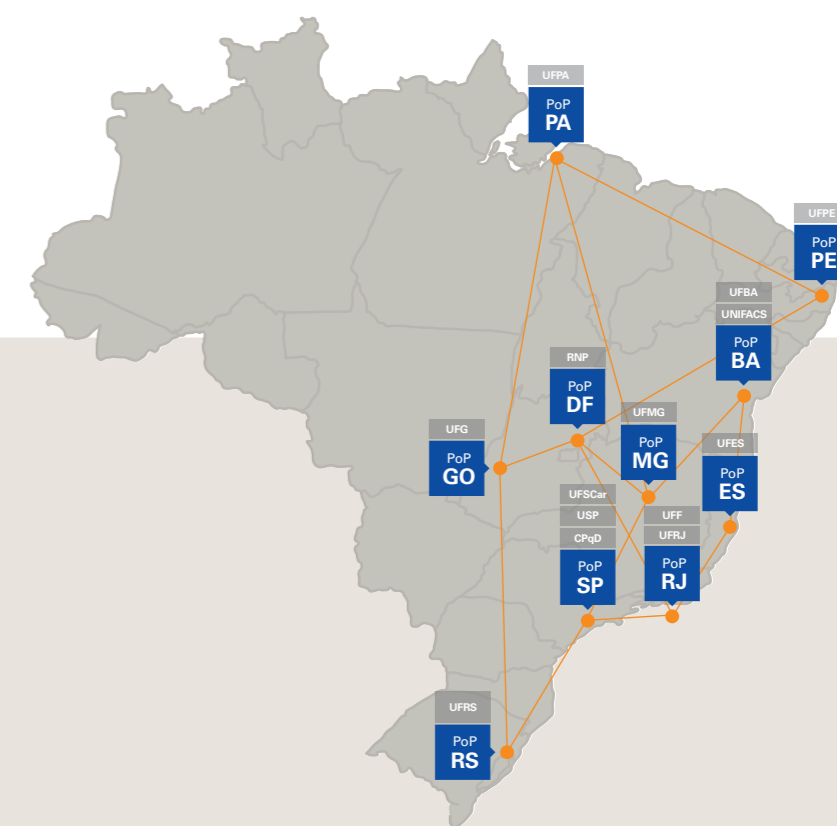 UFPA
PoP
PA
UFPE
PoP
PE
UFBA
UNIFACS
PoP
BA
RNP
PoP
DF
UFMG
PoP
MG
UFG
PoP
GO
UFES
PoP
ES
UFSCar
USP
CPqD
PoP
SP
UFF
UFRJ
PoP
RJ
UFRS
PoP
RS